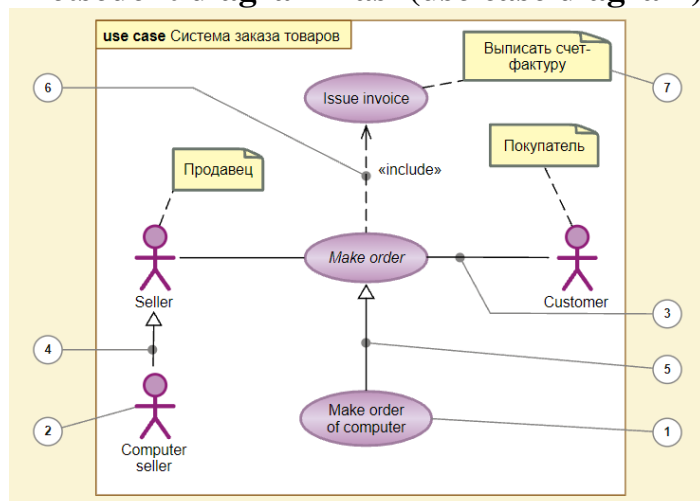 use case Система заказа товаров
Выписать счет-
фактуру
6
7
Issue invoice
Покупатель
Продавец
«include»
Make order
Seller
Customer
3
4
5
Make order
of computer
2
1
Computer
seller